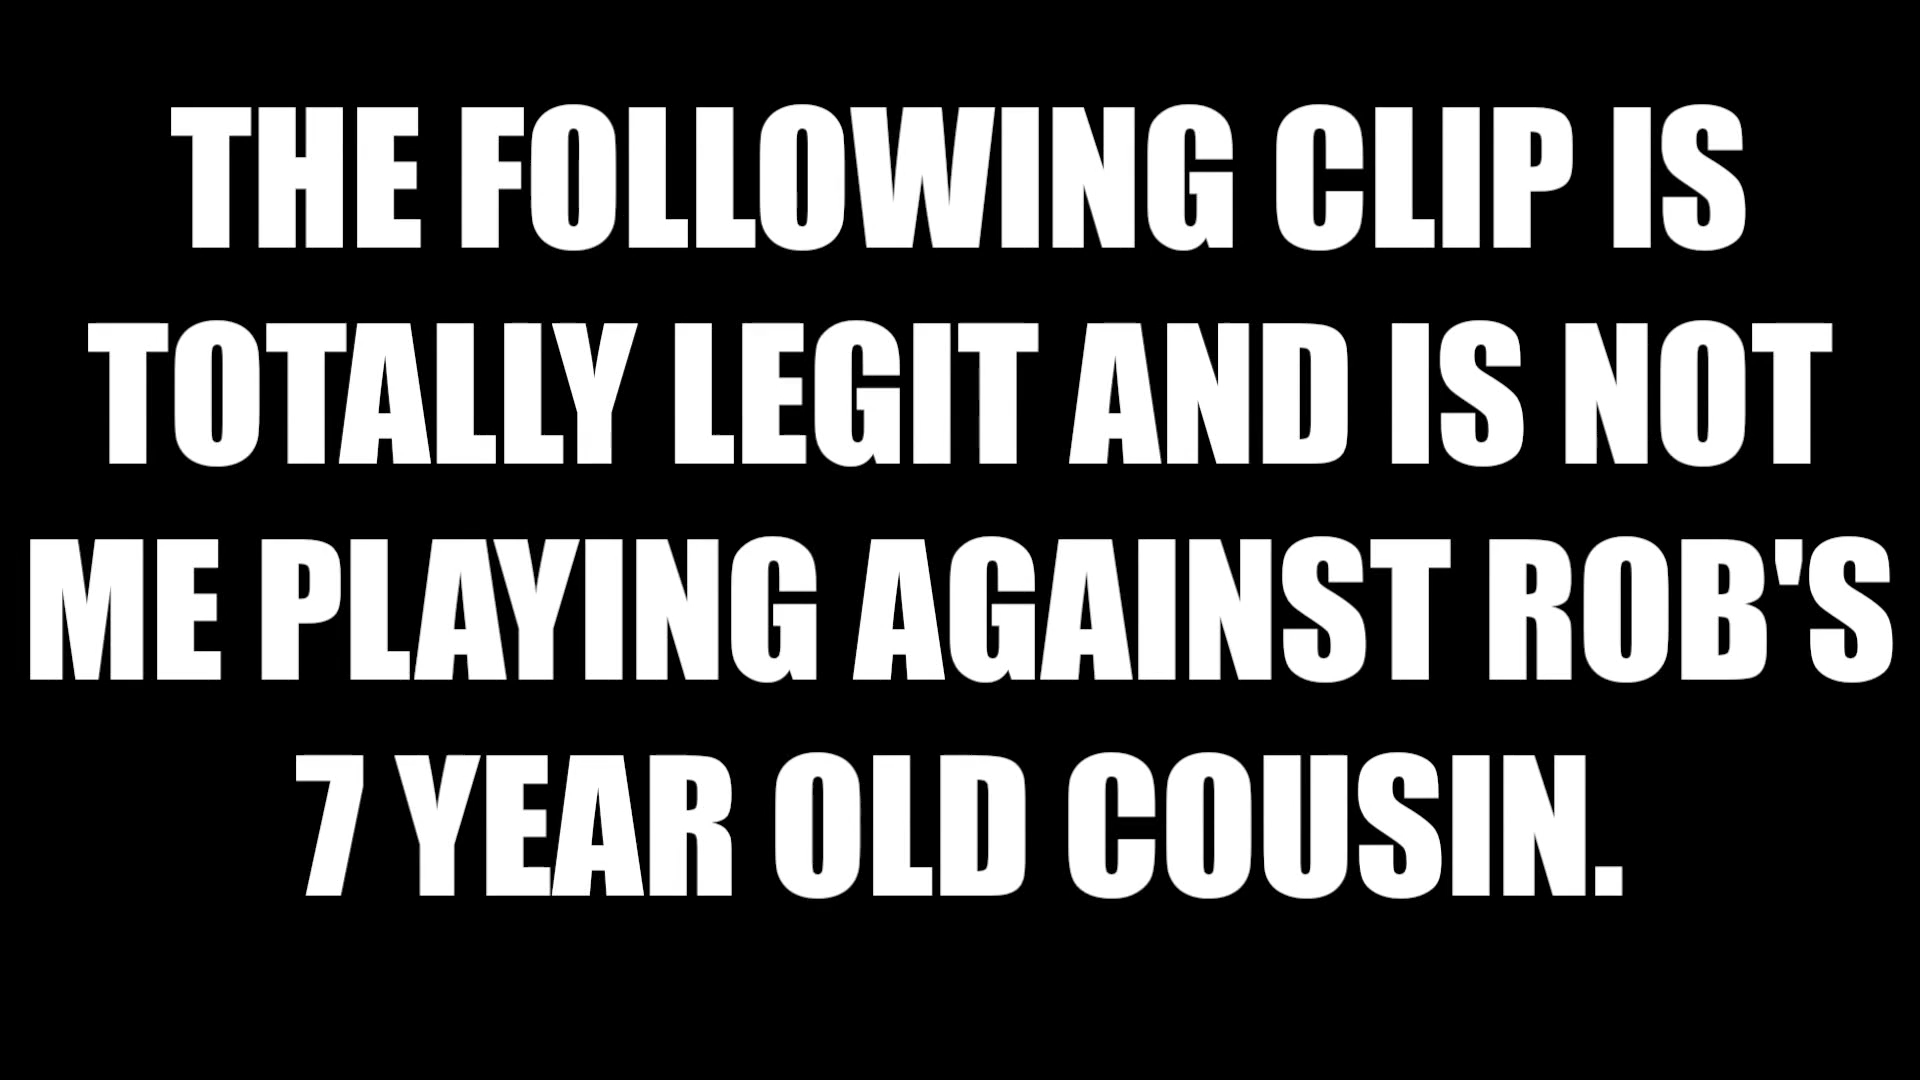 THE FOLLOWING CLIP IS
TOTALLY LEGIT AND IS NOT
ME PLAYING AGAINST ROB'S
7 YEAR OLD COUSIN.